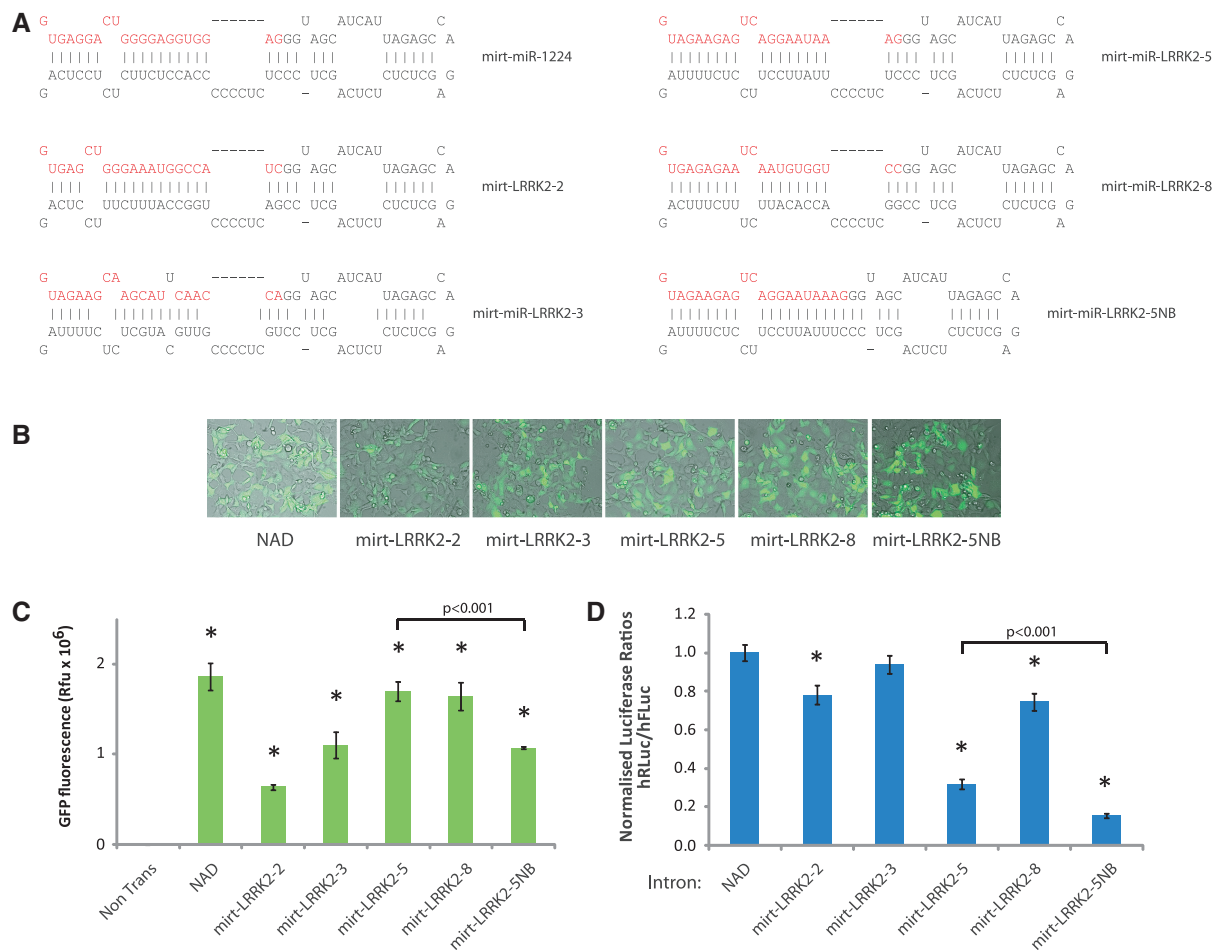 A
G CU ------ U AUCAU C
UGAGGA GGGGAGGUGG AGGG AGC UAGAGC A
|||||| |||||||||| |||| ||| ||||||
ACUCCU CUUCUCCACC UCCC UCG CUCUCG G
G CU CCCCUC – ACUCU A
mirt-miR-1224
G UC ------ U AUCAU C
UAGAAGAG AGGAAUAA AGGG AGC UAGAGC A
|||||||| |||||||| |||| ||| ||||||
AUUUUCUC UCCUUAUU UCCC UCG CUCUCG G
G CU CCCCUC – ACUCU A
mirt-miR-LRRK2-5
G CU ------ U AUCAU C
UGAG GGGAAAUGGCCA UCGG AGC UAGAGC A
|||| |||||||||||| |||| ||| ||||||
ACUC UUCUUUACCGGU AGCC UCG CUCUCG G
G CU CCCCUC – ACUCU A
mirt-LRRK2-2
G UC ------ U AUCAU C
UGAGAGAA AAUGUGGU CCGG AGC UAGAGC A
|||||||| |||||||| |||| ||| ||||||
ACUUUCUU UUACACCA GGCC UCG CUCUCG G
G UC CCCCUC – ACUCU A
mirt-miR-LRRK2-8
G CA U ------ U AUCAU C
UAGAAG AGCAU CAAC CAGG AGC UAGAGC A
|||||| ||||| |||| |||| ||| ||||||
AUUUUC UCGUA GUUG GUCC UCG CUCUCG G
G UC C CCCCUC – ACUCU A
mirt-miR-LRRK2-3
G UC U AUCAU C
UAGAAGAG AGGAAUAAAGGG AGC UAGAGC A
|||||||| |||||||||||| ||| ||||||
AUUUUCUC UCCUUAUUUCCC UCG CUCUCG G
G CU – ACUCU A
mirt-miR-LRRK2-5NB
B
NAD mirt-LRRK2-2 mirt-LRRK2-3 mirt-LRRK2-5 mirt-LRRK2-8 mirt-LRRK2-5NB
C
GFP fluorescence (Rfu x 10⁶)
2
1
0
p<0.001
* * * * * *
Non Trans NAD mirt-LRRK2-2 mirt-LRRK2-3 mirt-LRRK2-5 mirt-LRRK2-8 mirt-LRRK2-5NB
D
Normalised Luciferase Ratios
hRLuc/hFLuc
1.2
1.0
0.8
0.6
0.4
0.2
0.0
p<0.001
* * * *
Intron: NAD mirt-LRRK2-2 mirt-LRRK2-3 mirt-LRRK2-5 mirt-LRRK2-8 mirt-LRRK2-5NB